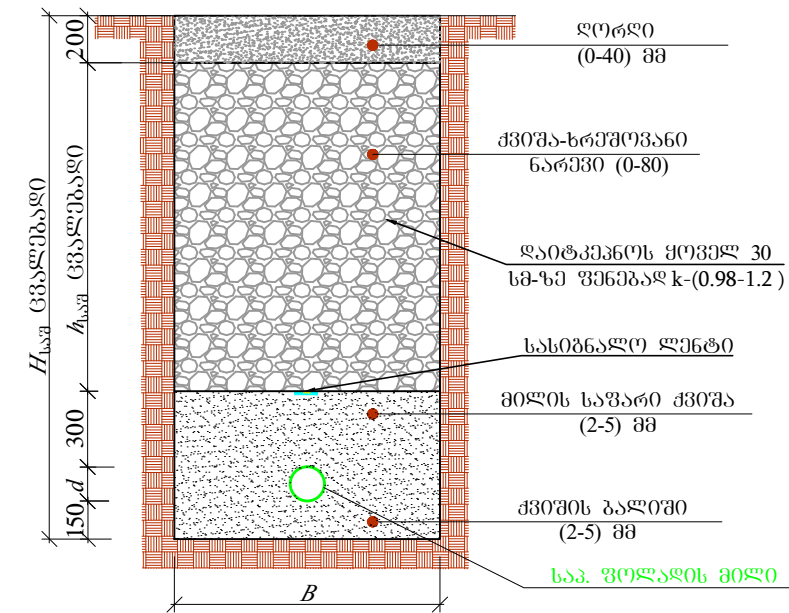 ღორღი
(0-40) მმ
ქვიშა-ხრეშოვანი
ნარევი (0-80)
დაიტკეპნოს ყოველ 30
სმ-ზე ფენებად k-(0.98-1.2 )
სასიგნალო ლენტი
მილის საფარი ქვიშა
(2-5) მმ
ქვიშის ბალიში
(2-5) მმ
საპ. ფოლადის მილი
200
hსაშ ცვალებადი
Hსაშ ცვალებადი
300
d
150
B